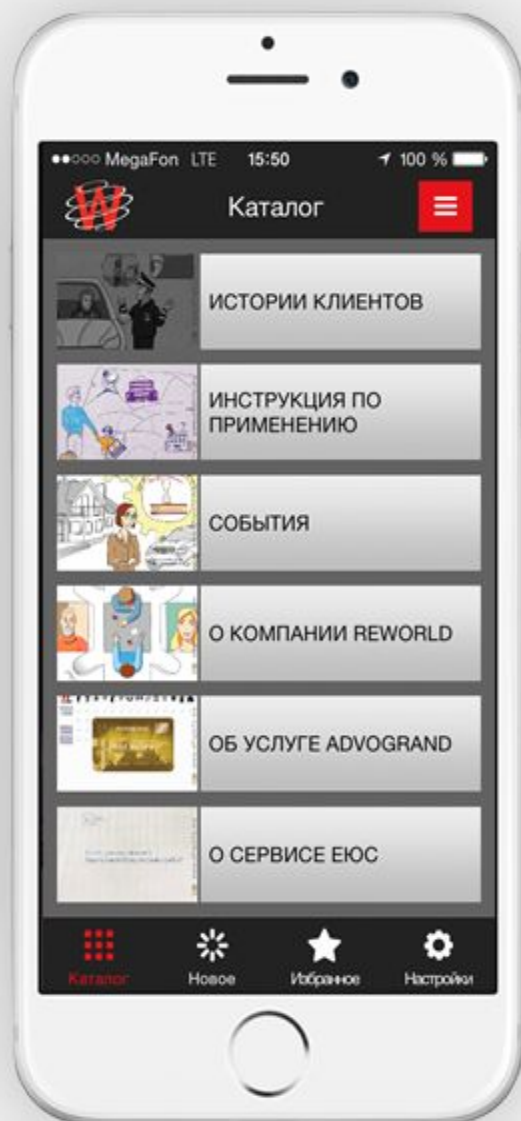 MegaFon LTE 15:50 100 %
W
Каталог
ИСТОРИИ КЛИЕНТОВ
ИНСТРУКЦИЯ ПО
ПРИМЕНЕНИЮ
СОБЫТИЯ
О КОМПАНИИ REWORLD
ОБ УСЛУГЕ ADVOGRAND
О СЕРВИСЕ ЕЮС
Каталог Новое Избранное Настройки